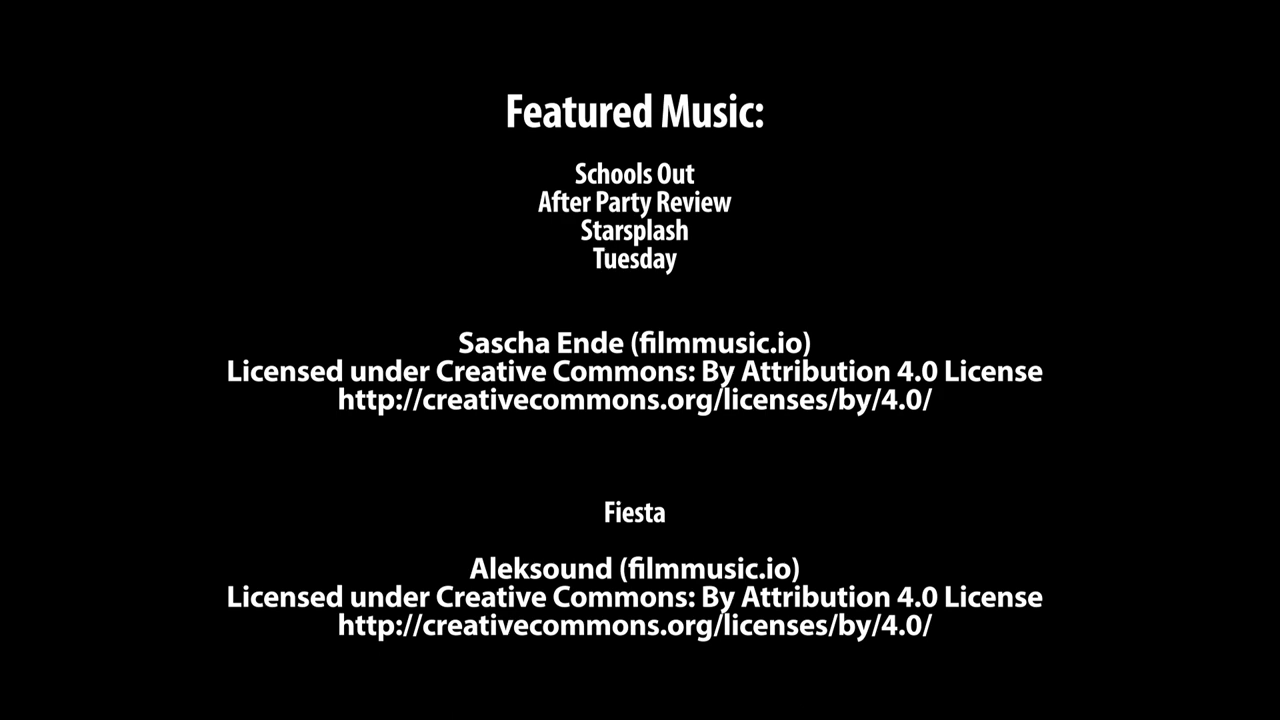 Featured Music:
Schools Out
After Party Review
Starsplash
Tuesday
Sascha Ende (filmmusic.io)
Licensed under Creative Commons: By Attribution 4.0 License
http://creativecommons.org/licenses/by/4.0/
Fiesta
Aleksound (filmmusic.io)
Licensed under Creative Commons: By Attribution 4.0 License
http://creativecommons.org/licenses/by/4.0/